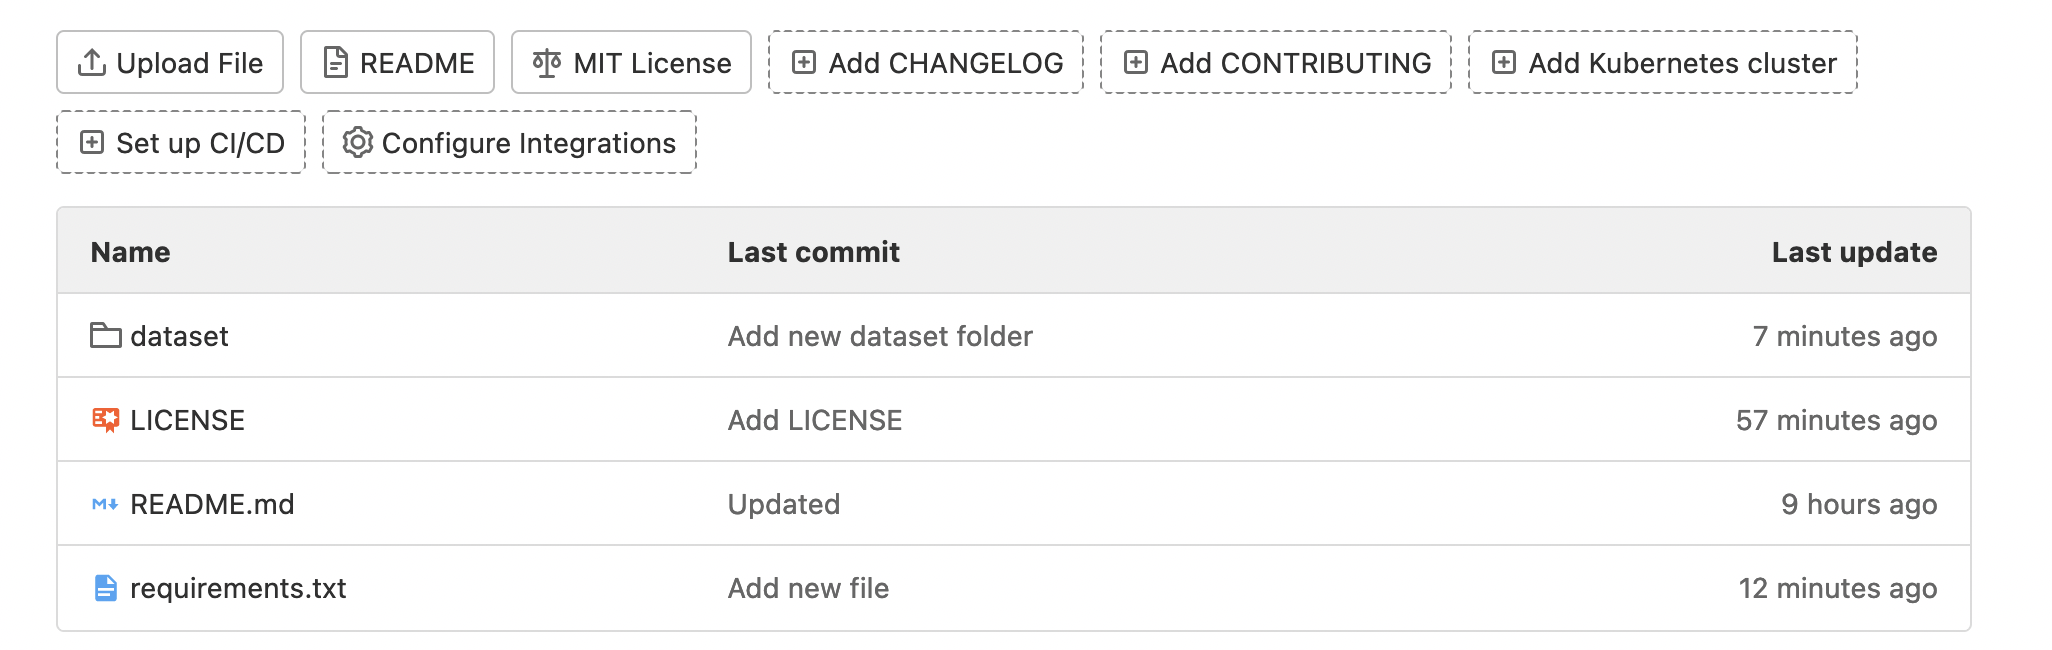 Upload File README MIT License Add CHANGELOG Add CONTRIBUTING Add Kubernetes cluster
Set up CI/CD Configure Integrations
Name Last commit Last update
dataset Add new dataset folder 7 minutes ago
LICENSE Add LICENSE 57 minutes ago
README.md Updated 9 hours ago
requirements.txt Add new file 12 minutes ago